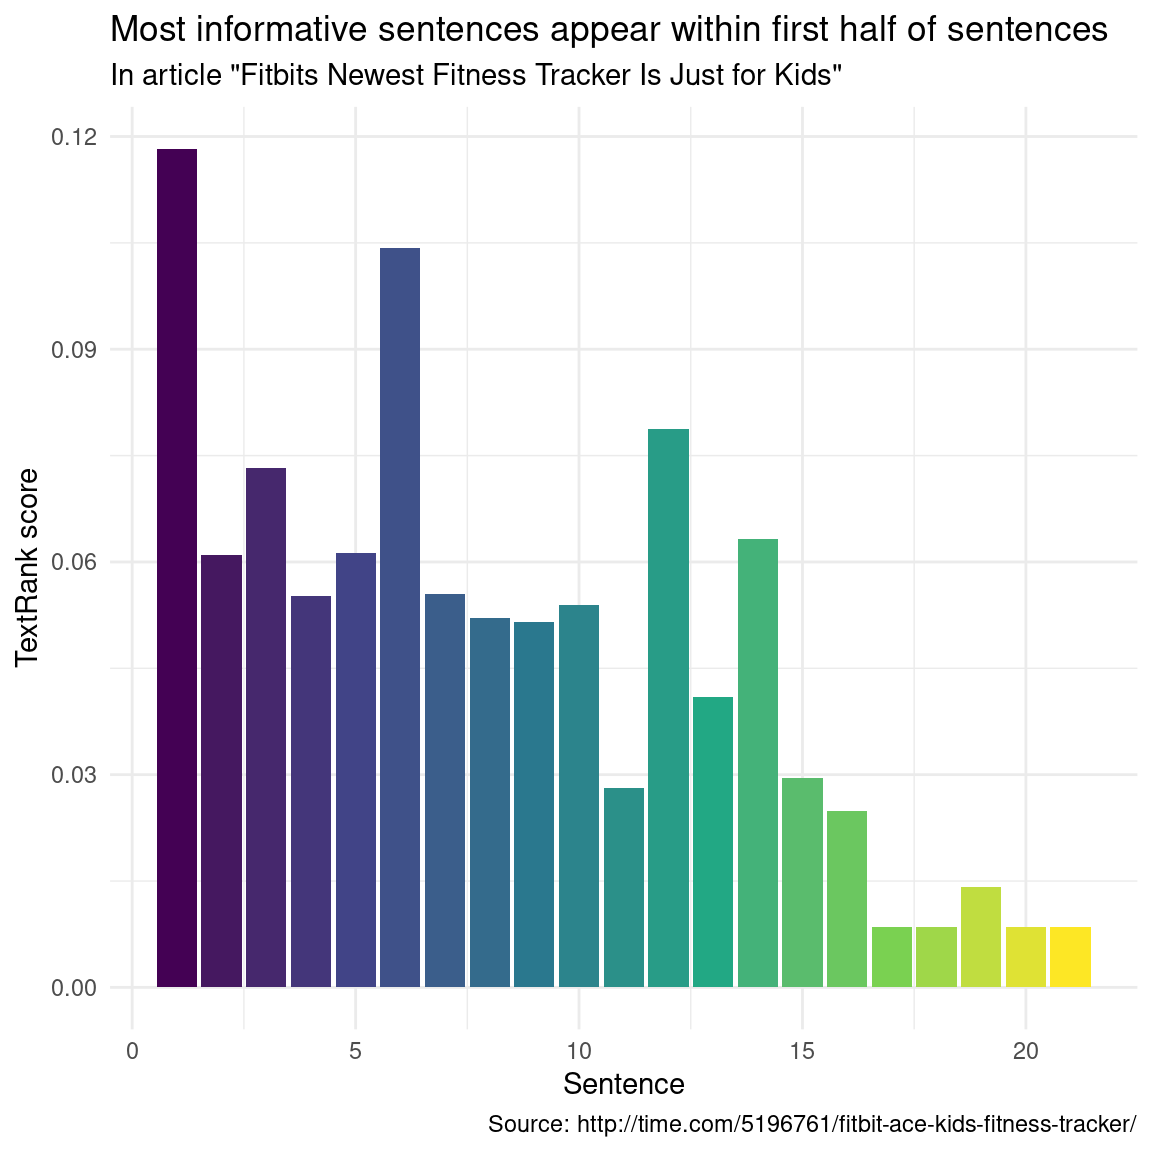 Most informative sentences appear within first half of sentences
In article "Fitbits Newest Fitness Tracker Is Just for Kids"
0.12
0.09
0.06
0.03
0.00
TextRank score
0 5 10 15 20
Sentence
Source: http://time.com/5196761/fitbit-ace-kids-fitness-tracker/